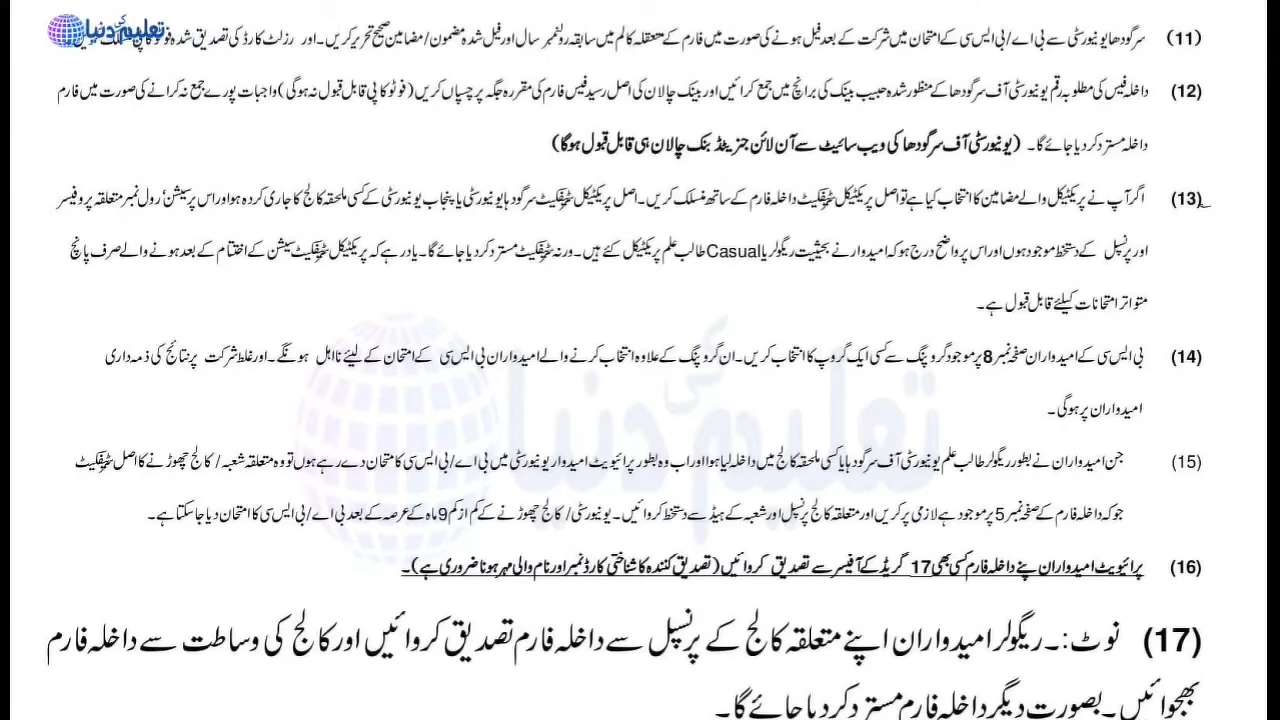 تعلیم کی دنیا
(11) سرگودھا یونیورسٹی سے بی اے/بی ایس سی کے امتحان میں شرکت کے بعد فیل ہونے کی صورت میں فارم کے متعلقہ کالم میں سابقہ رولنمبر سال اور فیل شدہ مضمون/مضامین صحیح تحریر کریں۔ اور رزلٹ کارڈ کی تصدیق شدہ فوٹو کاپی
(12) داخلہ فیس کی مطلوبہ رقم یونیورسٹی آف سرگودھا کے منظور شدہ حبیب بینک کی برانچ میں جمع کرائیں اور بینک چالان کی اصل رسید فیس فارم کی مقررہ جگہ پر چسپاں کریں (فوٹو کاپی قابل قبول نہ ہوگی) واجبات پورے جمع نہ کرانے کی صورت میں فارم
داخلہ مسترد کر دیا جائے گا۔ (یونیورسٹی آف سرگودھا کی ویب سائیٹ سے آن لائن جنریٹڈ بنک چالان ہی قابل قبول ہوگا)
(13) اگر آپ نے پریکٹیکل والے مضامین کا انتخاب کیا ہے تو اصل پریکٹیکل سرٹیفکیٹ داخلہ فارم کے ساتھ منسلک کریں۔ اصل پریکٹیکل سرٹیفکیٹ سرگودہا یونیورسٹی یا پنجاب یونیورسٹی کے کسی ملحقہ کالج کا جاری کردہ ہو اور اس پر سیشن' رول نمبر متعلقہ پروفیسر
اور پرنسپل کے دستخط موجود ہوں اور اس پر واضح درج ہو کہ امیدوار نے بحیثیت ریگولر یا Casual طالب علم پریکٹیکل کئے ہیں۔ ورنہ سرٹیفکیٹ مسترد کر دیا جائے گا۔ یاد رہے کہ پریکٹیکل سرٹیفکیٹ سیشن کے اختتام کے بعد ہونے والے صرف پانچ
متواتر امتحانات کیلئے قابل قبول ہے۔
(14) بی ایس سی کے امیدواران صفحہ نمبر 8 پر موجود گروپنگ سے کسی ایک گروپ کا انتخاب کریں۔ ان گروپنگ کے علاوہ انتخاب کرنے والے امیدواران بی ایس سی کے امتحان کے لیئے نااہل ہونگے۔ اور غلط شرکت پر نتائج کی ذمہ داری
امیدواران پر ہوگی۔
(15) جن امیدواران نے بطور ریگولر طالب علم یونیورسٹی آف سرگودہا یا کسی ملحقہ کالج میں داخلہ لیا ہوا اور اب وہ بطور پرائیویٹ امیدوار یونیورسٹی میں بی اے/بی ایس سی کا امتحان دے رہے ہوں تو وہ متعلقہ شعبہ/کالج چھوڑنے کا اصل سرٹیفکیٹ
جو کہ داخلہ فارم کے صفحہ نمبر 5 پر موجود ہے لازمی پر کریں اور متعلقہ کالج پرنسپل اور شعبہ کے ہیڈ سے دستخط کروائیں۔ یونیورسٹی/کالج چھوڑنے کے کم از کم 9 ماہ کے عرصہ کے بعد بی اے/بی ایس سی کا امتحان دیا جا سکتا ہے۔
(16) پرائیویٹ امیدواران اپنے داخلہ فارم کسی بھی 17 گریڈ کے آفیسر سے تصدیق کروائیں (تصدیق کنندہ کا شناختی کارڈ نمبر اور نام والی مہر ہونا ضروری ہے)۔
(17) نوٹ:۔ ریگولر امیدواران اپنے متعلقہ کالج کے پرنسپل سے داخلہ فارم تصدیق کروائیں اور کالج کی وساطت سے داخلہ فارم
بھجوائیں۔ بصورت دیگر داخلہ فارم مسترد کر دیا جائے گا۔